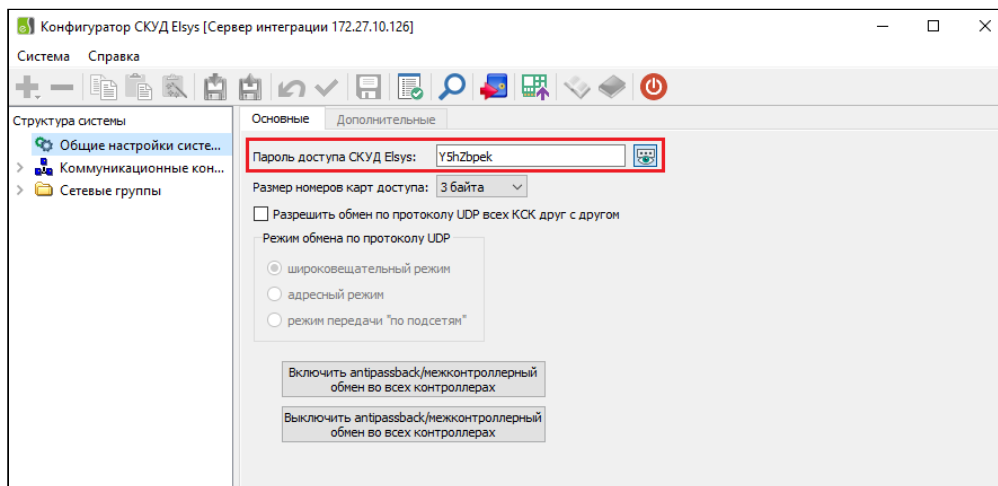 Конфигуратор СКУД Elsys [Сервер интеграции 172.27.10.126]
Система Справка
Структура системы
Общие настройки систе...
Коммуникационные кон...
Сетевые группы
Основные Дополнительные
Пароль доступа СКУД Elsys: Y5hZbpek
Размер номеров карт доступа: 3 байта
Разрешить обмен по протоколу UDP всех КСК друг с другом
Режим обмена по протоколу UDP
широковещательный режим
адресный режим
режим передачи "по подсетям"
Включить antipassback/межконтроллерный
обмен во всех контроллерах
Выключить antipassback/межконтроллерный
обмен во всех контроллерах